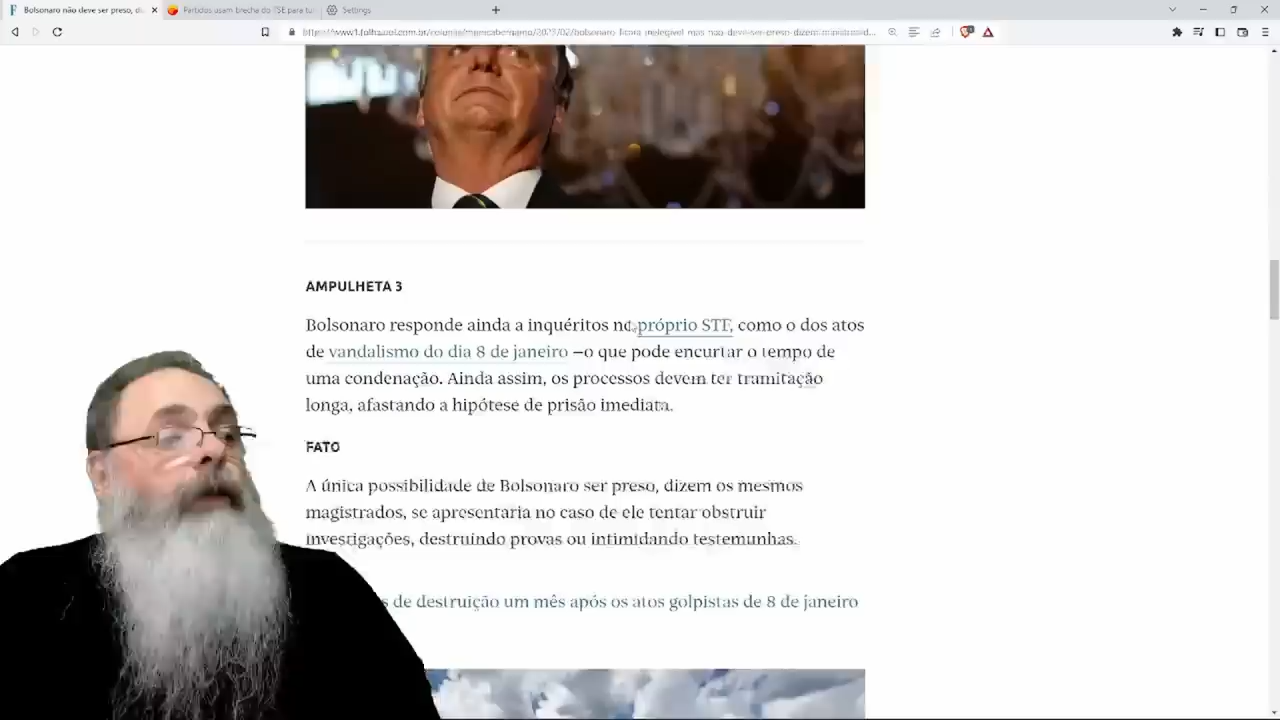 Bolsonaro não deve ser preso, d
Partidos usam brecha do TSE para tu
Settings
AMPULHETA 3
Bolsonaro responde ainda a inquéritos no próprio STF, como o dos atos
de vandalismo do dia 8 de janeiro —o que pode encurtar o tempo de
uma condenação. Ainda assim, os processos devem ter tramitação
longa, afastando a hipótese de prisão imediata.
FATO
A única possibilidade de Bolsonaro ser preso, dizem os mesmos
magistrados, se apresentaria no caso de ele tentar obstruir
investigações, destruindo provas ou intimidando testemunhas.
de destruição um mês após os atos golpistas de 8 de janeiro